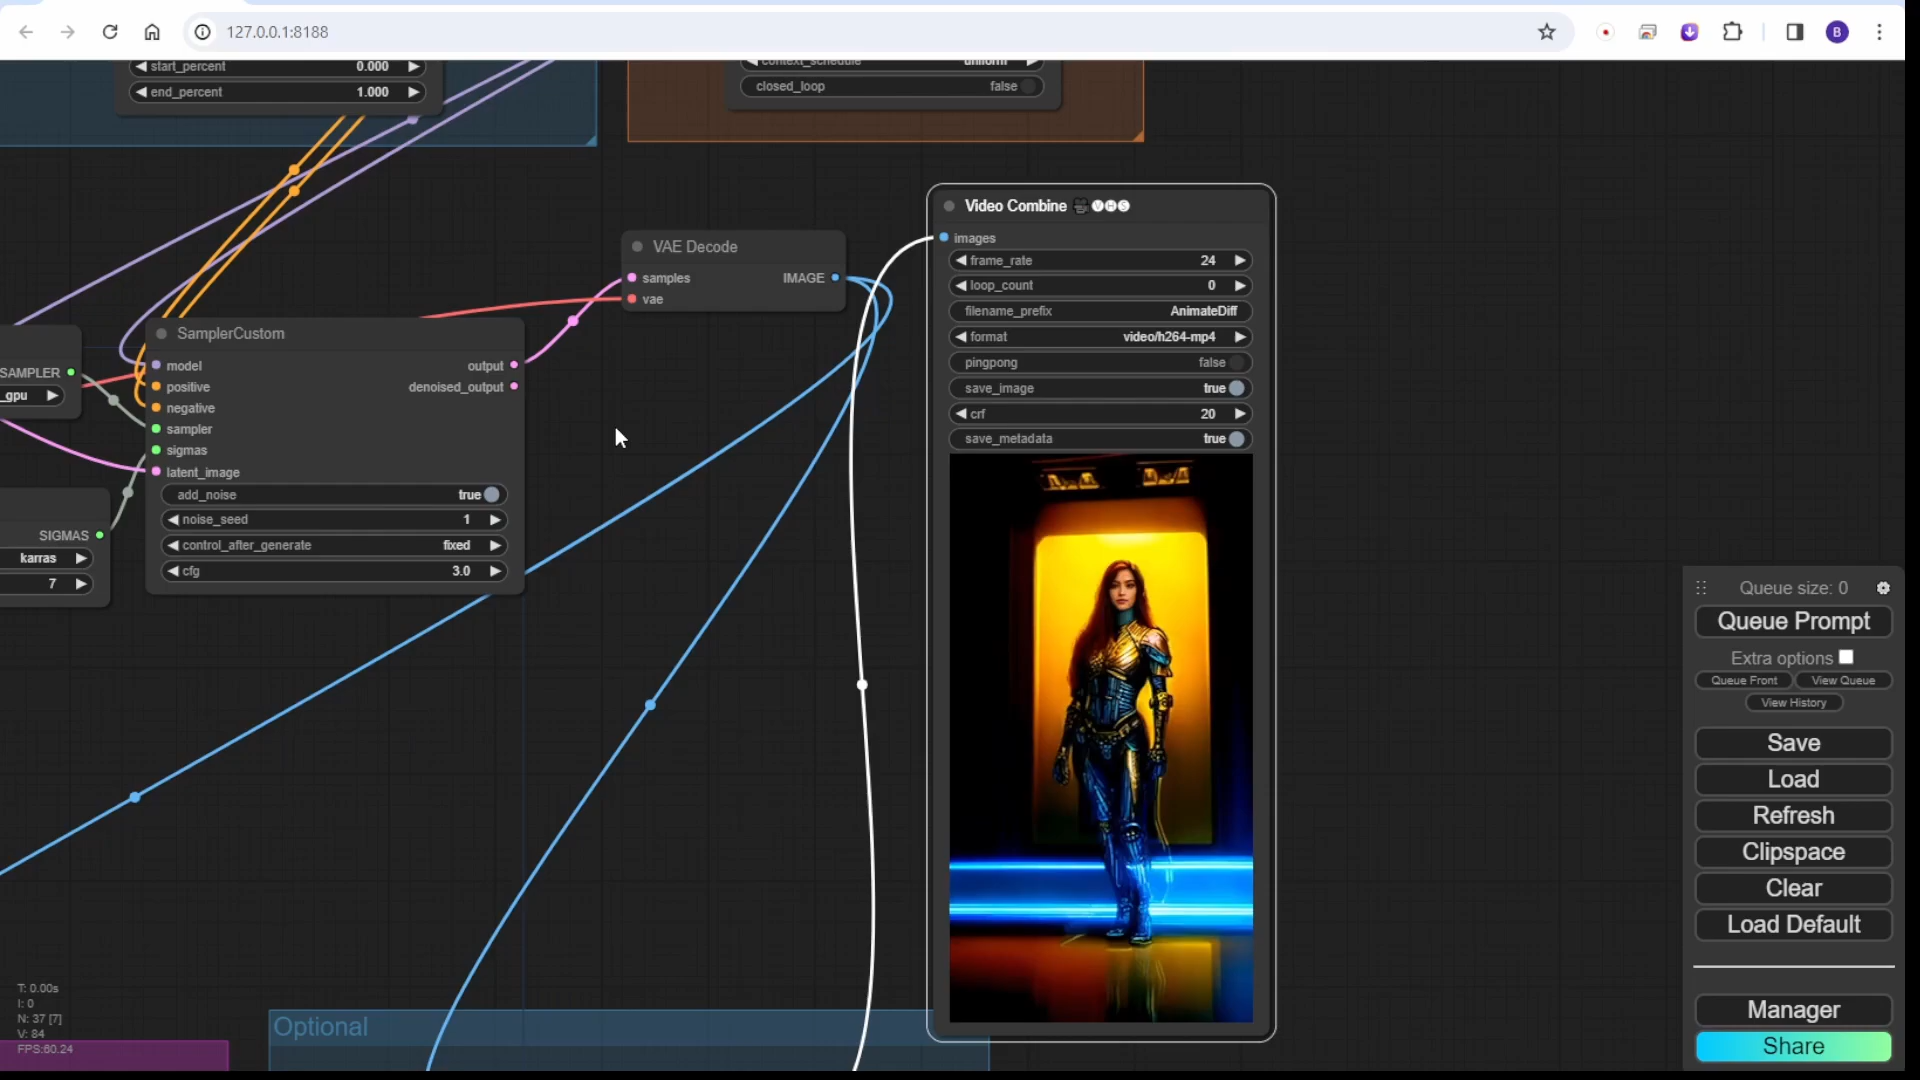 127.0.0.1:8188
B
start_percent 0.000
end_percent 1.000
context_schedule uniform
closed_loop false
Video Combine VHS
images
frame_rate 24
loop_count 0
filename_prefix AnimateDiff
format video/h264-mp4
pingpong false
save_image true
crf 20
save_metadata true
VAE Decode
samples IMAGE
vae
SamplerCustom
model output
positive denoised_output
negative
sampler
sigmas
latent_image
add_noise true
noise_seed 1
control_after_generate fixed
cfg 3.0
SAMPLER
_gpu
SIGMAS
karras
7
Queue size: 0
Queue Prompt
Extra options
Queue Front View Queue
View History
Save
Load
Refresh
Clipspace
Clear
Load Default
Manager
Share
T: 0.00s
I: 0
N: 37 [7]
V: 84
FPS:60.24
Optional